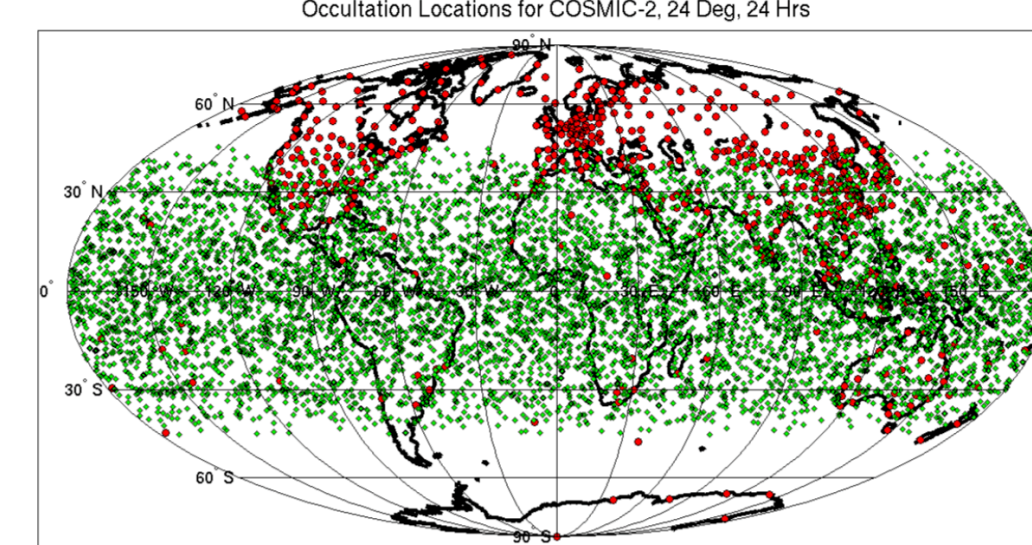 Occultation Locations for COSMIC-2, 24 Deg, 24 Hrs
90° N
60° N
30° N
0° 150° W 120° W 90° W 60° W 30° W 0° 30° E 60° E 90° E 120° E 150° E
30° S
60° S
90° S